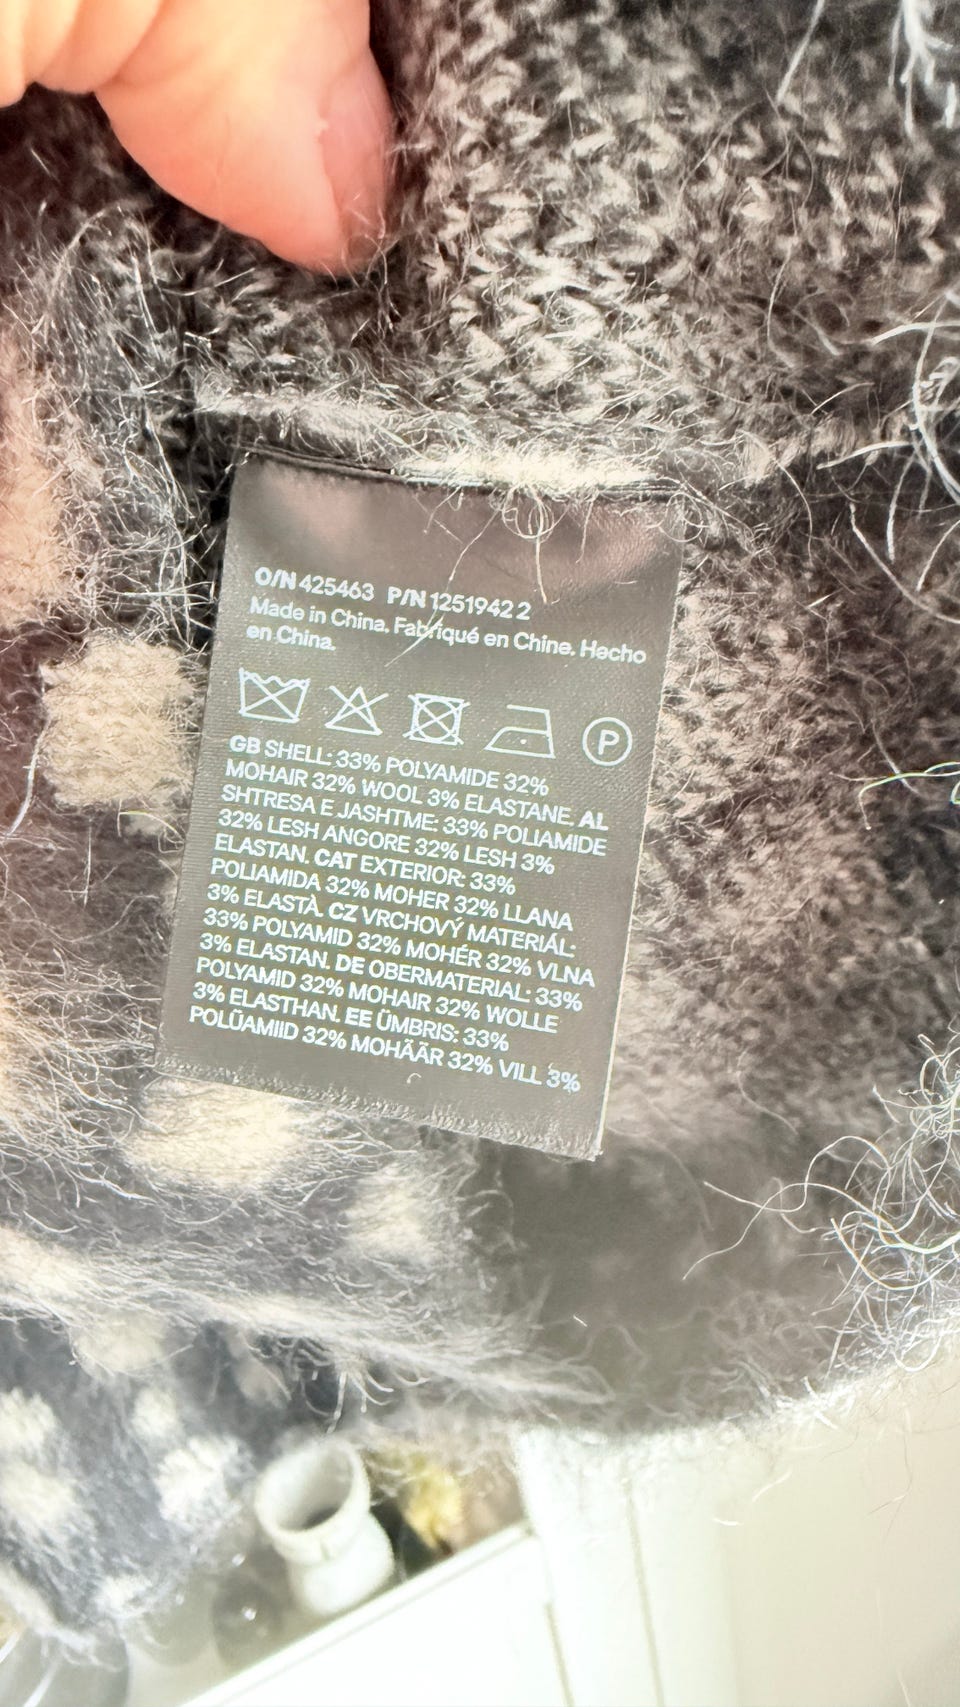 O/N 425463 P/N 1251942 2
Made in China. Fabriqué en Chine. Hecho
en China.
P
GB SHELL: 33% POLYAMIDE 32%
MOHAIR 32% WOOL 3% ELASTANE. AL
SHTRESA E JASHTME: 33% POLIAMIDE
32% LESH ANGORE 32% LESH 3%
ELASTAN. CAT EXTERIOR: 33%
POLIAMIDA 32% MOHER 32% LLANA
3% ELASTÀ. CZ VRCHOVÝ MATERIÁL:
33% POLYAMID 32% MOHÉR 32% VLNA
3% ELASTAN. DE OBERMATERIAL: 33%
POLYAMID 32% MOHAIR 32% WOLLE
3% ELASTHAN. EE ÜMBRIS: 33%
POLÜAMIID 32% MOHÄÄR 32% VILL 3%